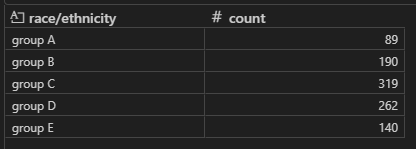 race/ethnicity # count
group A 89
group B 190
group C 319
group D 262
group E 140